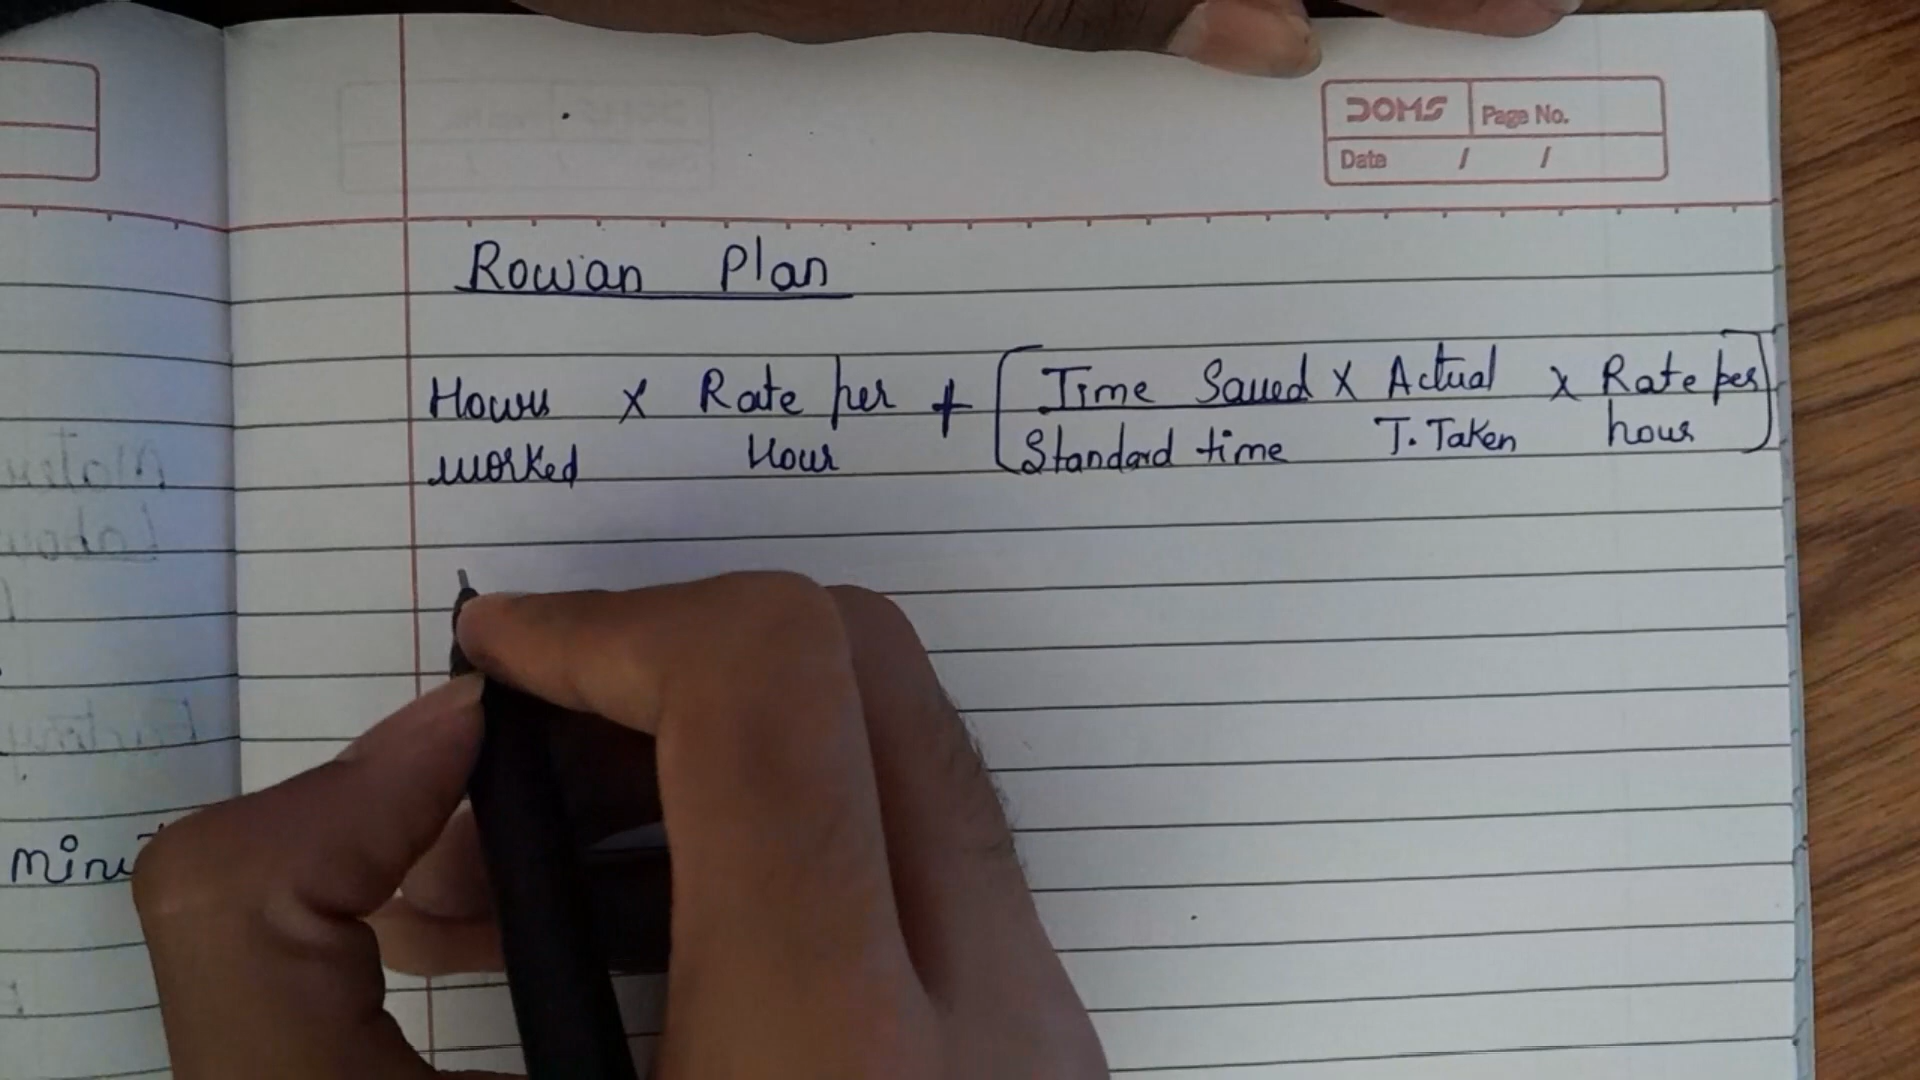 DOMS Page No.
Date / /
Rowan Plan
Hours X Rate per + [ Time Saved X Actual X Rate per ]
worked Hour Standard time T. Taken hour